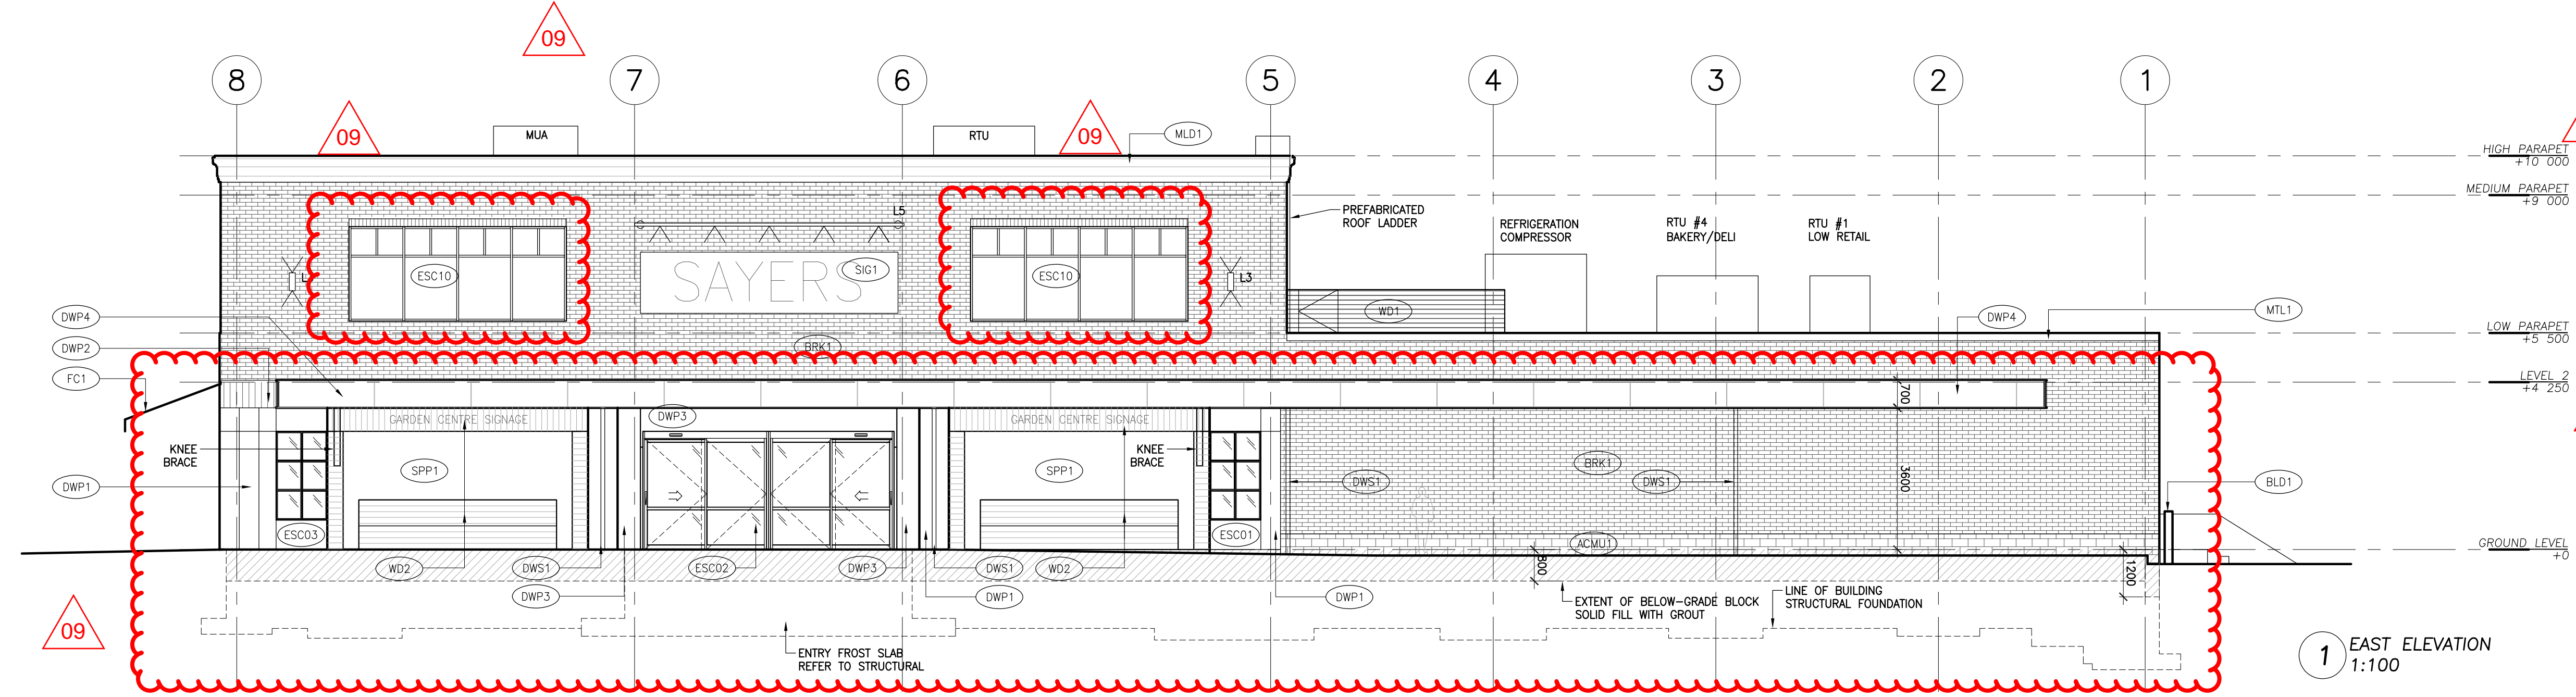 09
8
7
6
5
4
3
2
1
09
09
MUA
RTU
MLD1
HIGH PARAPET
+10 000
MEDIUM PARAPET
+9 000
PREFABRICATED
ROOF LADDER
REFRIGERATION
COMPRESSOR
RTU #4
BAKERY/DELI
RTU #1
LOW RETAIL
L5
ESC10
SAYERS
SIG1
ESC10
L
L3
WD1
DWP4
MTL1
DWP4
LOW PARAPET
+5 500
DWP2
BRK1
FC1
LEVEL 2
+4 250
700
GARDEN CENTRE SIGNAGE
DWP3
GARDEN CENTRE SIGNAGE
KNEE
BRACE
SPP1
KNEE
BRACE
SPP1
BRK1
DWP1
DWS1
DWS1
3600
BLD1
ESC03
ESC01
ACMU1
GROUND LEVEL
+0
WD2
DWS1
ESC02
DWP3
DWS1
WD2
800
1200
DWP3
DWP1
DWP1
EXTENT OF BELOW-GRADE BLOCK
SOLID FILL WITH GROUT
LINE OF BUILDING
STRUCTURAL FOUNDATION
09
ENTRY FROST SLAB
REFER TO STRUCTURAL
1
EAST ELEVATION
1:100